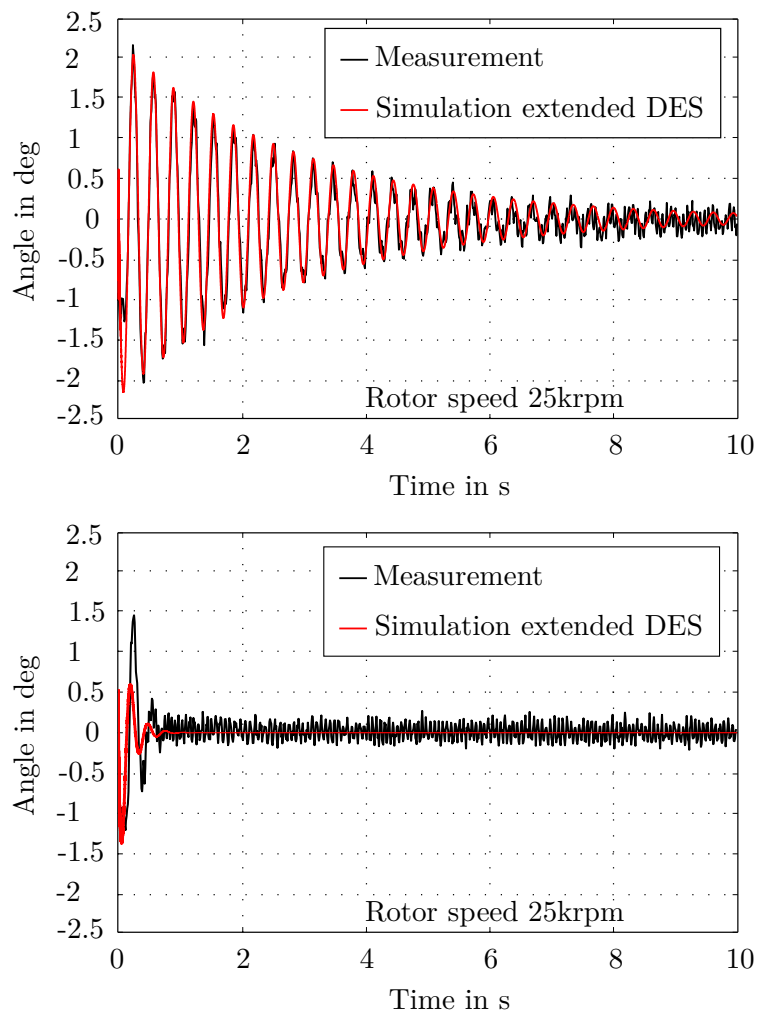 2.5
2
1.5
1
0.5
0
-0.5
-1
-1.5
-2
-2.5
Angle in deg
Measurement
Simulation extended DES
Rotor speed 25krpm
0 2 4 6 8 10
Time in s
2.5
2
1.5
1
0.5
0
-0.5
-1
-1.5
-2
-2.5
Angle in deg
Measurement
Simulation extended DES
Rotor speed 25krpm
0 2 4 6 8 10
Time in s